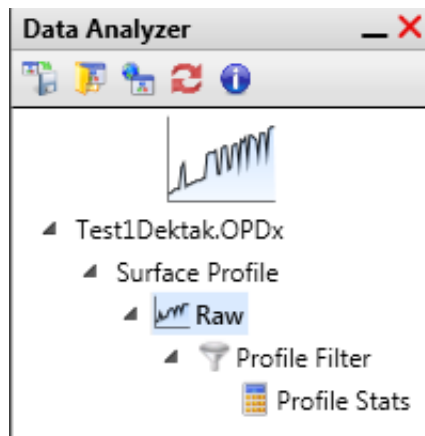 Data Analyzer
Test1Dektak.OPDx
Surface Profile
Raw
Profile Filter
Profile Stats